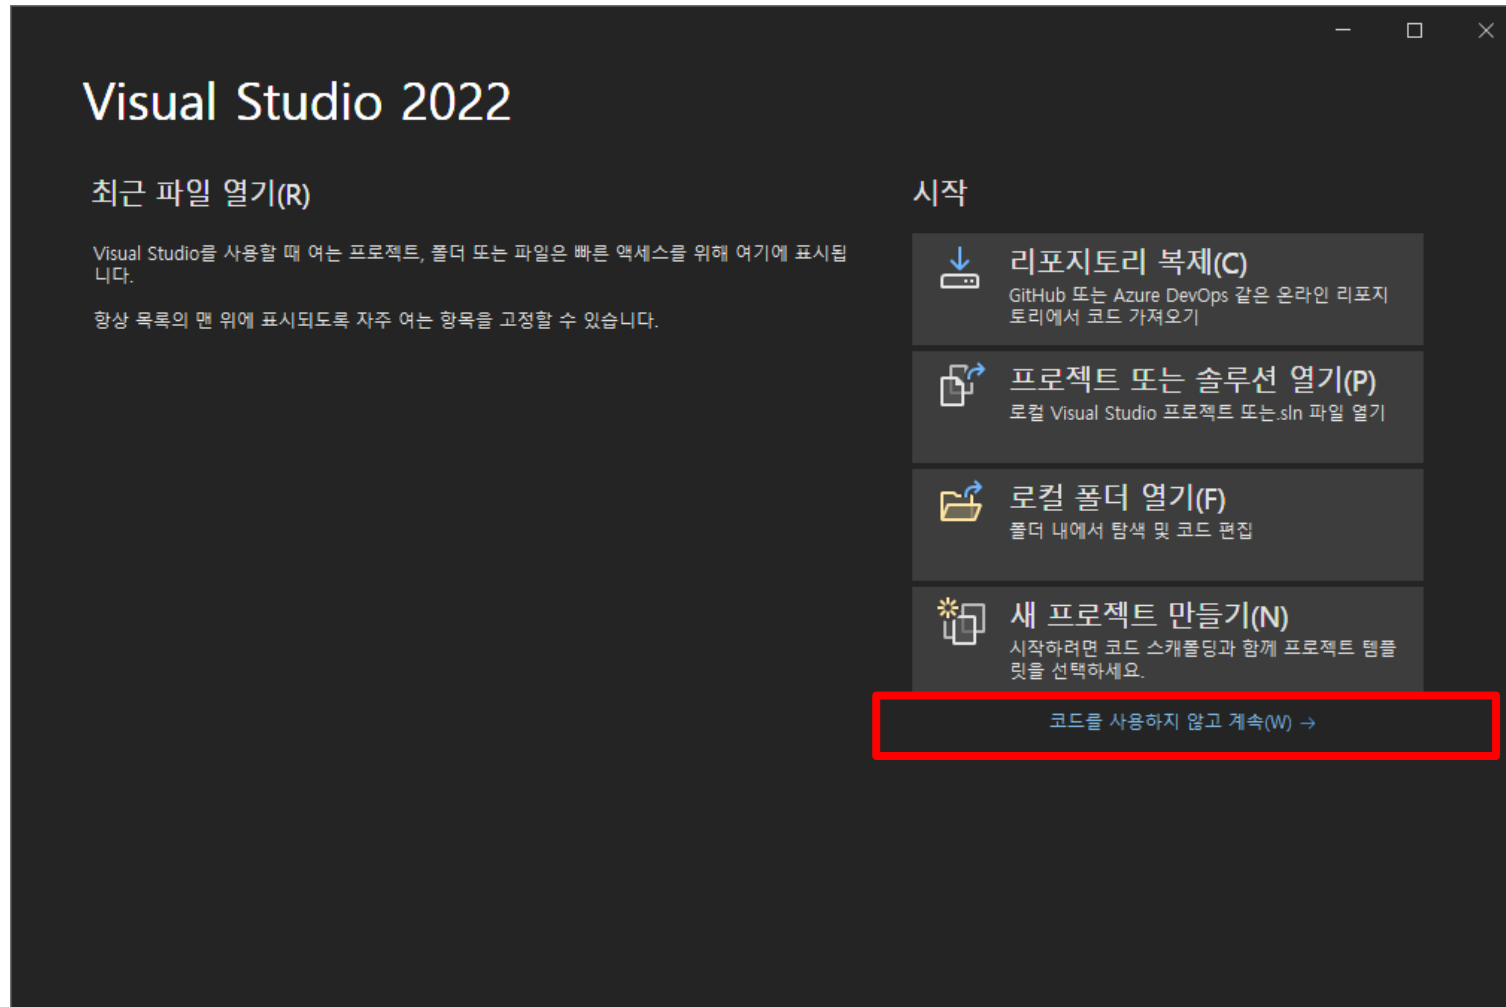 Visual Studio 2022
최근 파일 열기(R)
Visual Studio를 사용할 때 여는 프로젝트, 폴더 또는 파일은 빠른 액세스를 위해 여기에 표시됩
니다.
항상 목록의 맨 위에 표시되도록 자주 여는 항목을 고정할 수 있습니다.
시작
리포지토리 복제(C)
GitHub 또는 Azure DevOps 같은 온라인 리포지
토리에서 코드 가져오기
프로젝트 또는 솔루션 열기(P)
로컬 Visual Studio 프로젝트 또는.sln 파일 열기
로컬 폴더 열기(F)
폴더 내에서 탐색 및 코드 편집
새 프로젝트 만들기(N)
시작하려면 코드 스캐폴딩과 함께 프로젝트 템플
릿을 선택하세요.
코드를 사용하지 않고 계속(W) →